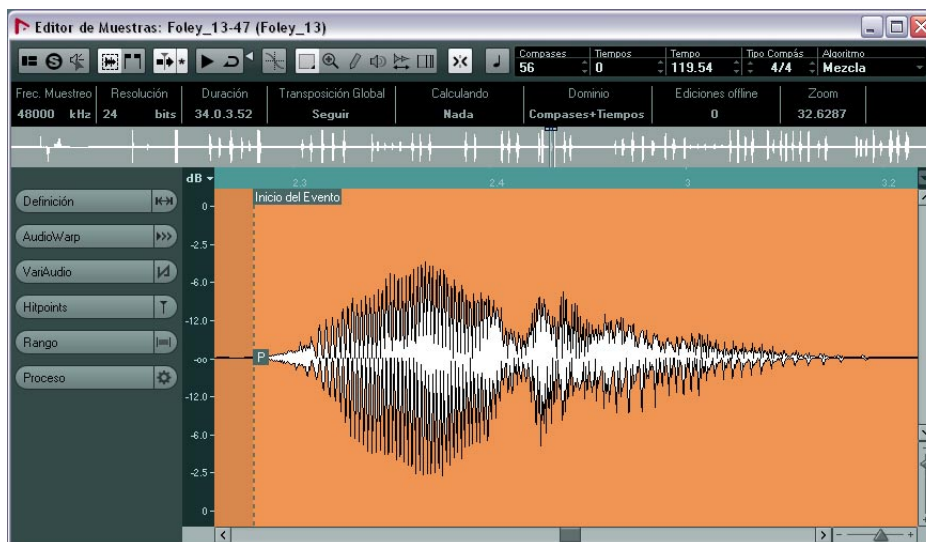 Editor de Muestras: Foley_13-47 (Foley_13)
Compases Tiempos Tempo Tipo Compás Algoritmo
56 0 119.54 4/4 Mezcla
Frec. Muestreo Resolución Duración Transposición Global Calculando Dominio Ediciones offline Zoom
48000 kHz 24 bits 34.0.3.52 Seguir Nada Compases+Tiempos 0 32.6287
dB 2.3 2.4 3 3.2
Inicio del Evento
Definición
AudioWarp
VariAudio
Hitpoints
Rango
Proceso
0
-2.5
-6.0
-12.0
-oo
P
-12.0
-6.0
-2.5
0